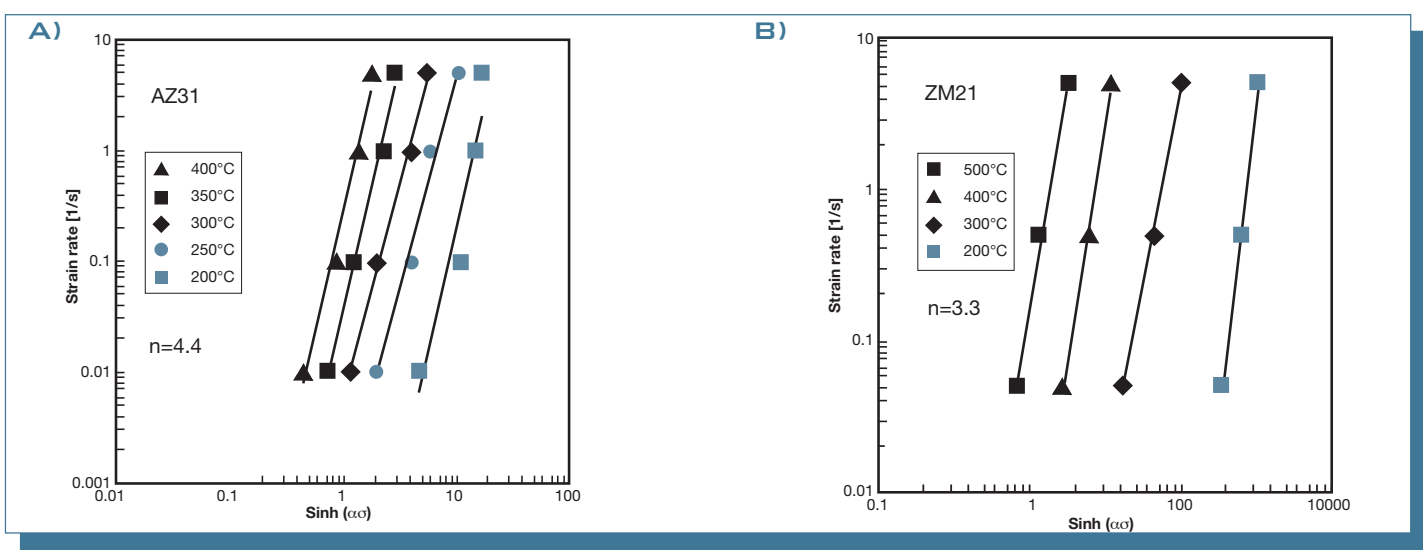 A)
10
1
0.1
0.01
0.001
Strain rate [1/s]
AZ31
400°C
350°C
300°C
250°C
200°C
n=4.4
0.01
0.1
1
10
100
Sinh (ασ)
B)
10
1
0.1
0.01
Strain rate [1/s]
ZM21
500°C
400°C
300°C
200°C
n=3.3
0.1
1
100
10000
Sinh (ασ)